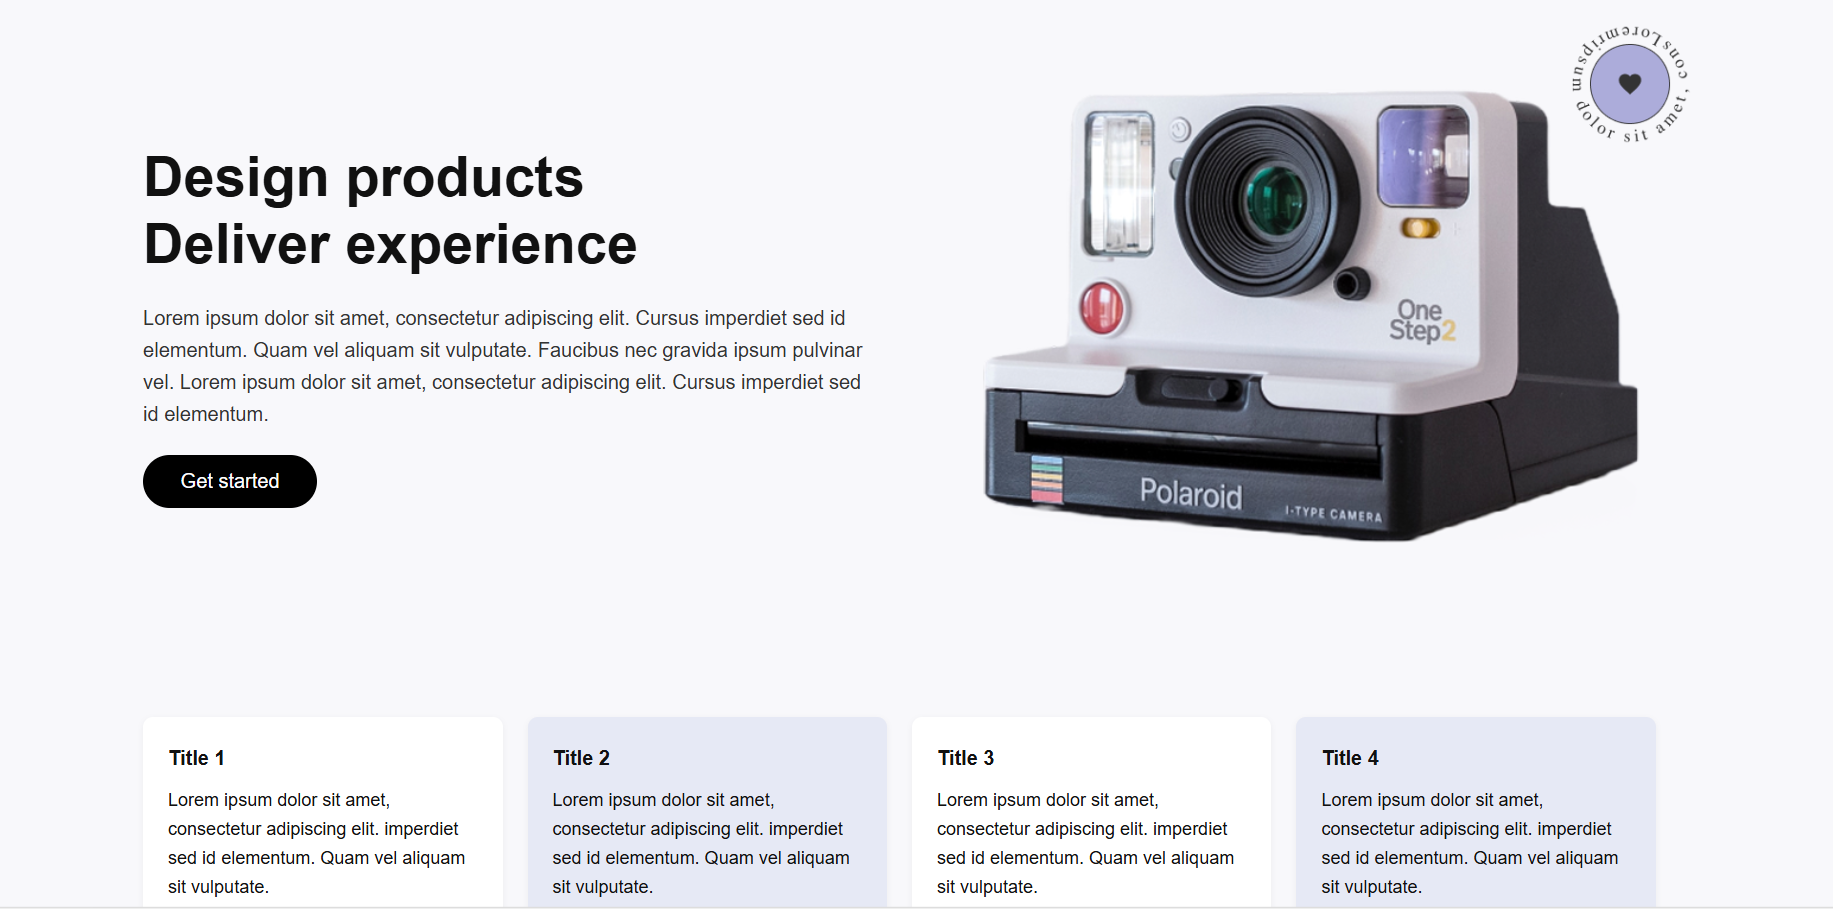 consLoremripsum dolor sit amet,
Design products
Deliver experience
Lorem ipsum dolor sit amet, consectetur adipiscing elit. Cursus imperdiet sed id
elementum. Quam vel aliquam sit vulputate. Faucibus nec gravida ipsum pulvinar
vel. Lorem ipsum dolor sit amet, consectetur adipiscing elit. Cursus imperdiet sed
id elementum.
Get started
One
Step2
Polaroid
I-TYPE CAMERA
Title 1
Lorem ipsum dolor sit amet,
consectetur adipiscing elit. imperdiet
sed id elementum. Quam vel aliquam
sit vulputate.
Title 2
Lorem ipsum dolor sit amet,
consectetur adipiscing elit. imperdiet
sed id elementum. Quam vel aliquam
sit vulputate.
Title 3
Lorem ipsum dolor sit amet,
consectetur adipiscing elit. imperdiet
sed id elementum. Quam vel aliquam
sit vulputate.
Title 4
Lorem ipsum dolor sit amet,
consectetur adipiscing elit. imperdiet
sed id elementum. Quam vel aliquam
sit vulputate.